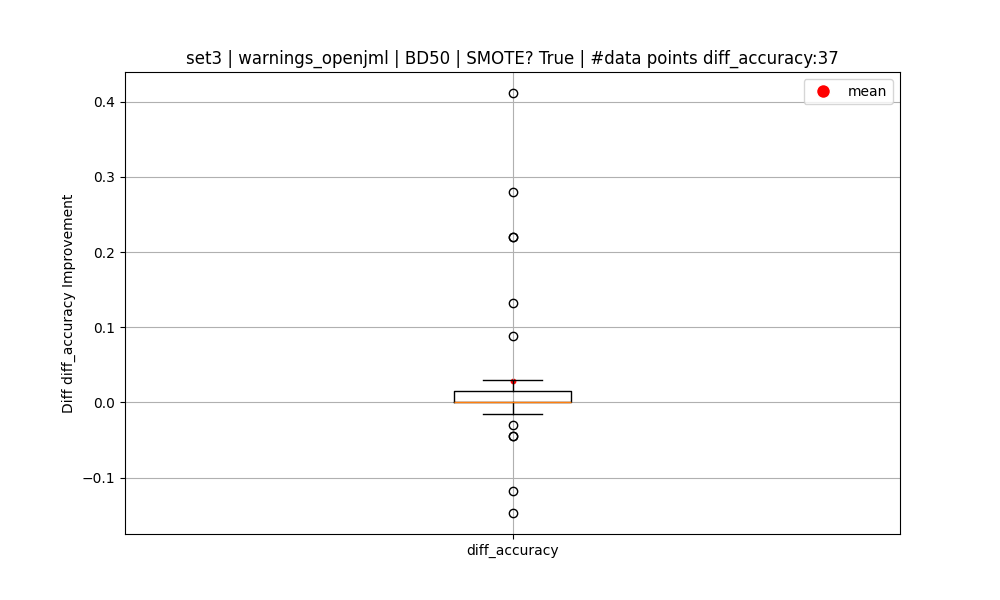 set3 | warnings_openjml | BD50 | SMOTE? True | #data points diff_accuracy:37
mean
0.4
0.3
0.2
0.1
0.0
−0.1
Diff diff_accuracy Improvement
diff_accuracy